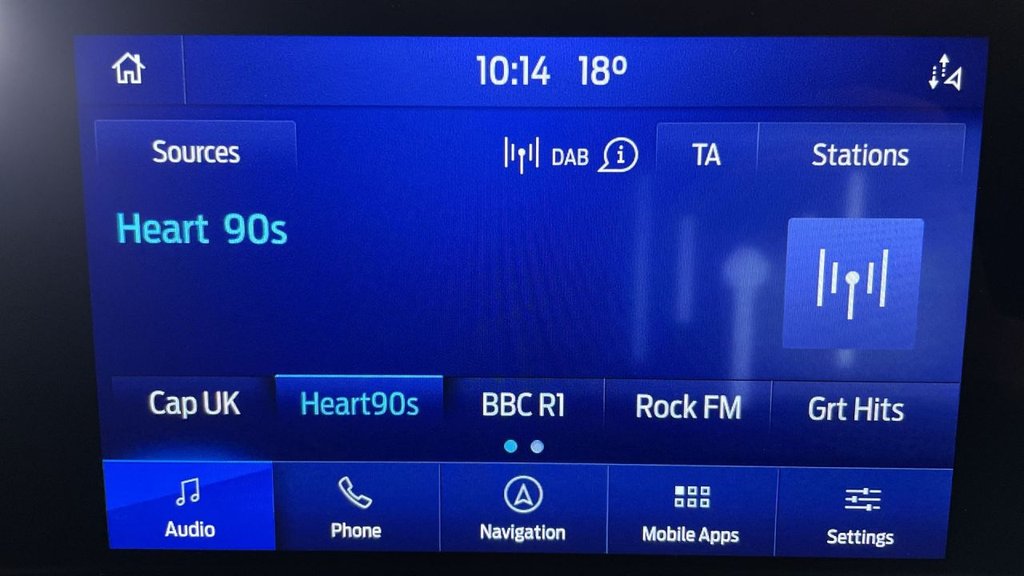 10:14 18°
Sources DAB TA Stations
Heart 90s
Cap UK Heart90s BBC R1 Rock FM Grt Hits
Audio Phone Navigation Mobile Apps Settings